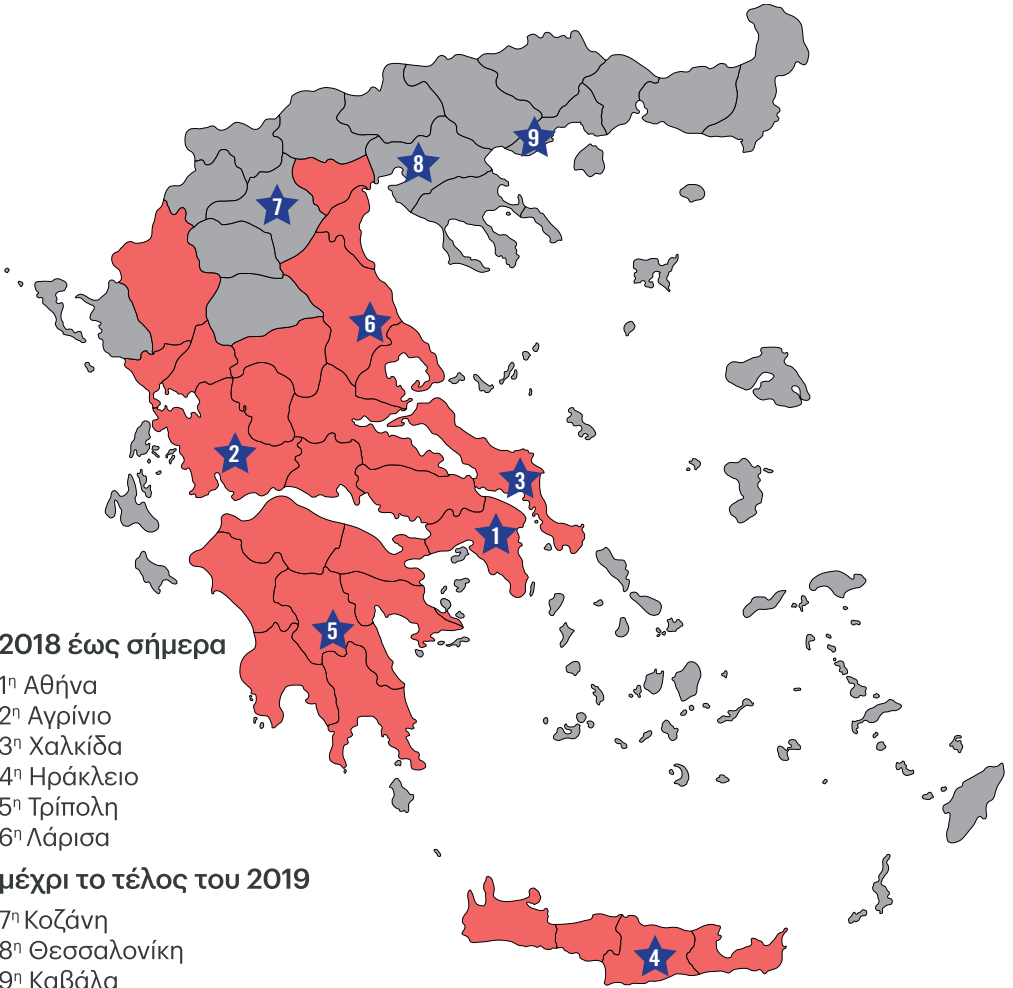 9
8
7
6
2
3
1
5
2018 έως σήμερα
1η Αθήνα
2η Αγρίνιο
3η Χαλκίδα
4η Ηράκλειο
5η Τρίπολη
6η Λάρισα
μέχρι το τέλος του 2019
7η Κοζάνη
8η Θεσσαλονίκη
9η Καβάλα
4